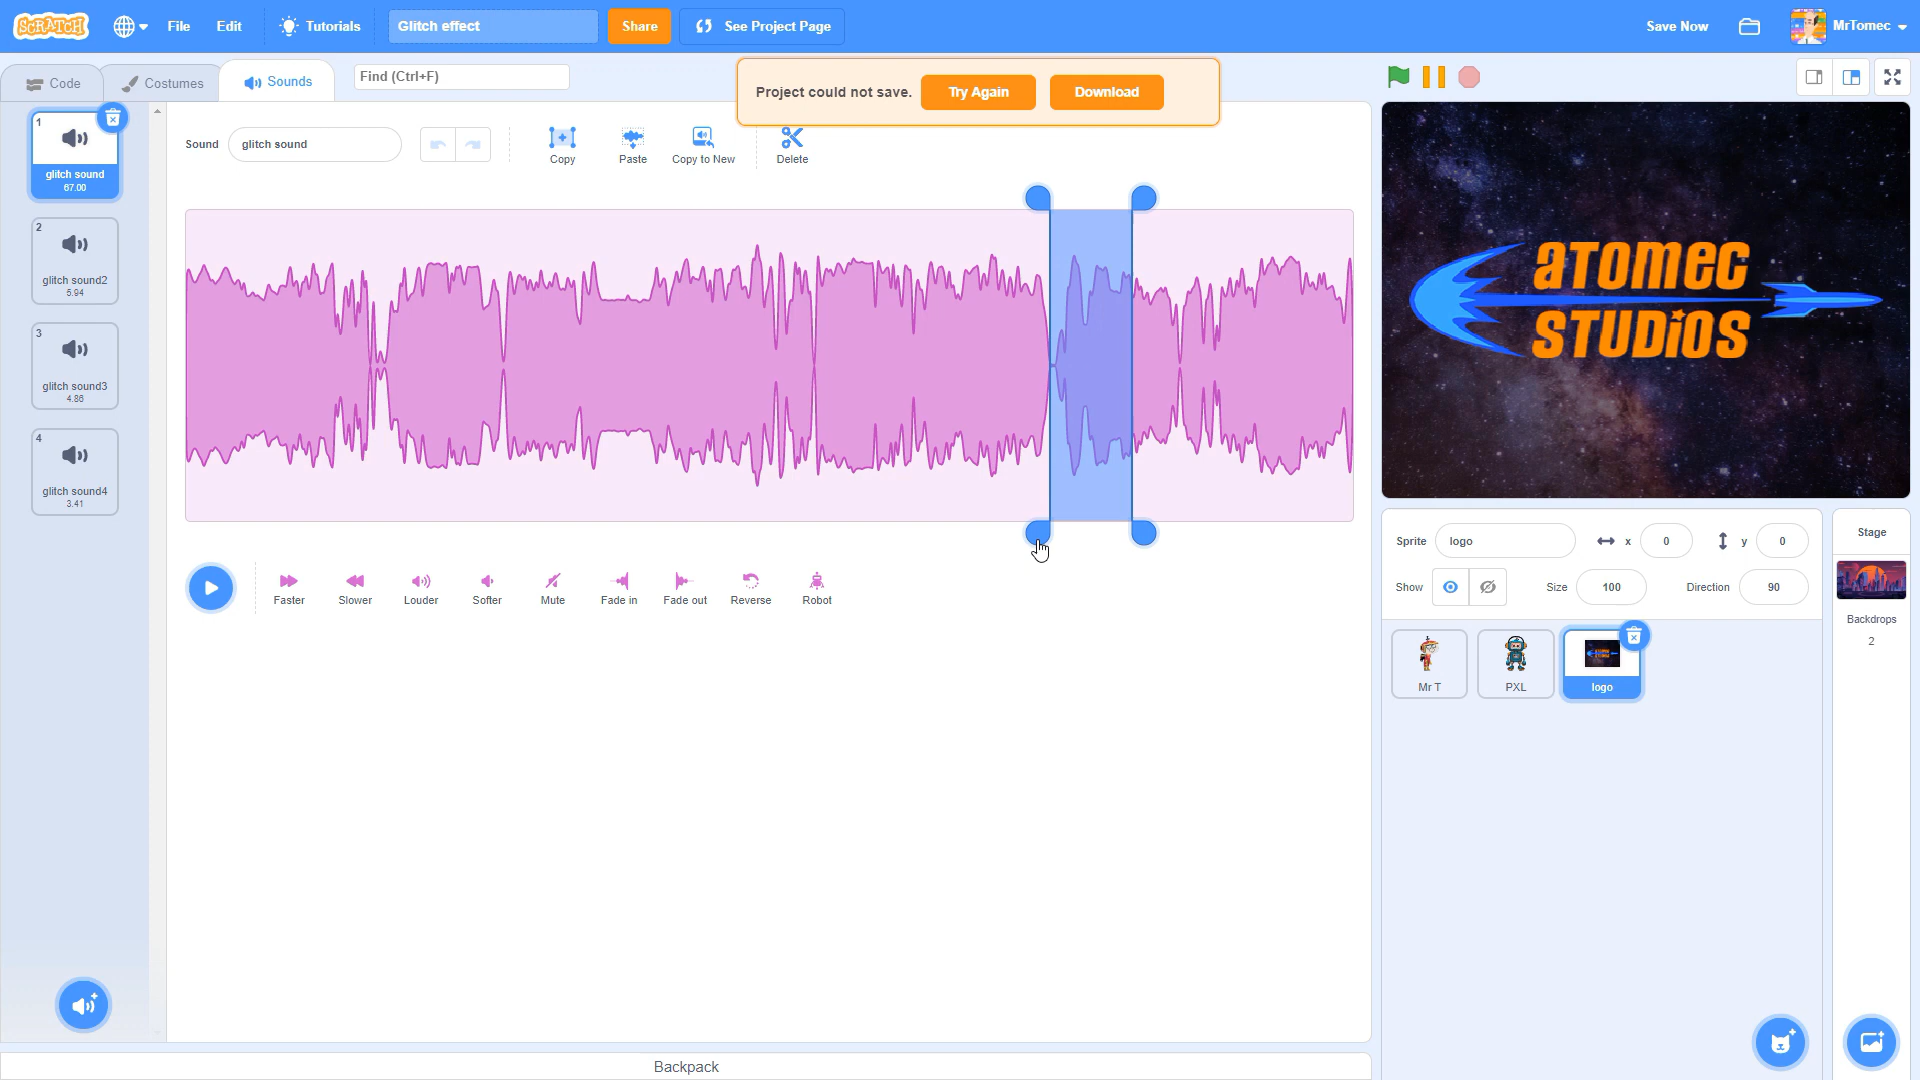 SCRATCH
File
Edit
Tutorials
Glitch effect
Share
See Project Page
Save Now
MrTomec
Code
Costumes
Sounds
Find (Ctrl+F)
Project could not save.
Try Again
Download
1
glitch sound
67.00
2
glitch sound2
6.94
3
glitch sound3
4.86
4
glitch sound4
3.41
Sound
glitch sound
Copy
Paste
Copy to New
Delete
Faster
Slower
Louder
Softer
Mute
Fade in
Fade out
Reverse
Robot
aTOMEC
STUDiOS
Sprite
logo
x
0
y
0
Show
Size
100
Direction
90
Mr T
PXL
logo
Stage
Backdrops
2
Backpack